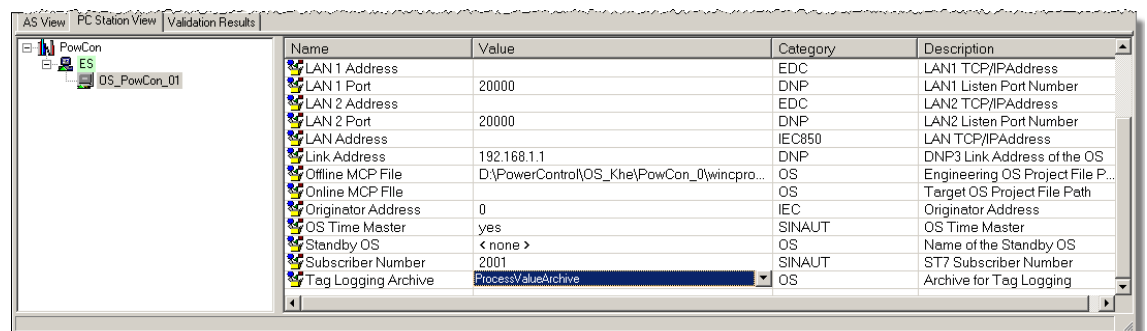 AS View PC Station View Validation Results
PowCon
ES
OS_PowCon_01
Name Value Category Description
LAN 1 Address EDC LAN1 TCP/IPAddress
LAN 1 Port 20000 DNP LAN1 Listen Port Number
LAN 2 Address EDC LAN2 TCP/IPAddress
LAN 2 Port 20000 DNP LAN2 Listen Port Number
LAN Address IEC850 LAN TCP/IPAddress
Link Address 192.168.1.1 DNP DNP3 Link Address of the OS
Offline MCP File D:\PowerControl\OS_Khe\PowCon_0\wincpro... OS Engineering OS Project File P...
Online MCP FIle OS Target OS Project File Path
Originator Address 0 IEC Originator Address
OS Time Master yes SINAUT OS Time Master
Standby OS < none > OS Name of the Standby OS
Subscriber Number 2001 SINAUT ST7 Subscriber Number
Tag Logging Archive ProcessValueArchive OS Archive for Tag Logging